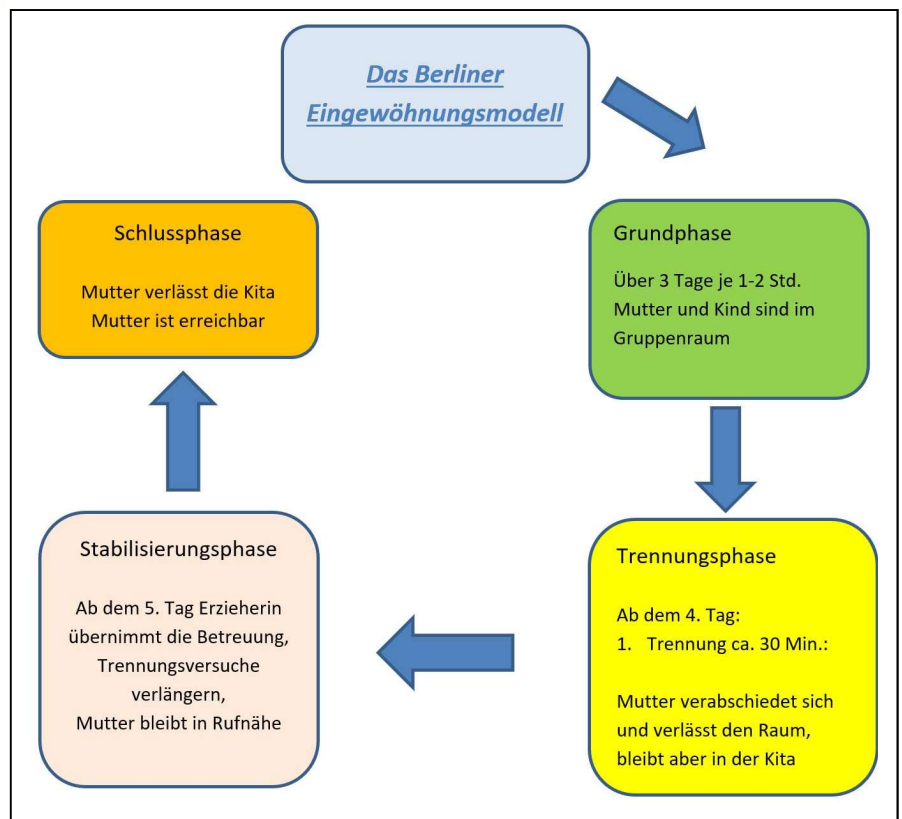 Das Berliner
Eingewöhnungsmodell
Grundphase
Über 3 Tage je 1-2 Std.
Mutter und Kind sind im
Gruppenraum
Trennungsphase
Ab dem 4. Tag:
1. Trennung ca. 30 Min.:
Mutter verabschiedet sich
und verlässt den Raum,
bleibt aber in der Kita
Stabilisierungsphase
Ab dem 5. Tag Erzieherin
übernimmt die Betreuung,
Trennungsversuche
verlängern,
Mutter bleibt in Rufnähe
Schlussphase
Mutter verlässt die Kita
Mutter ist erreichbar